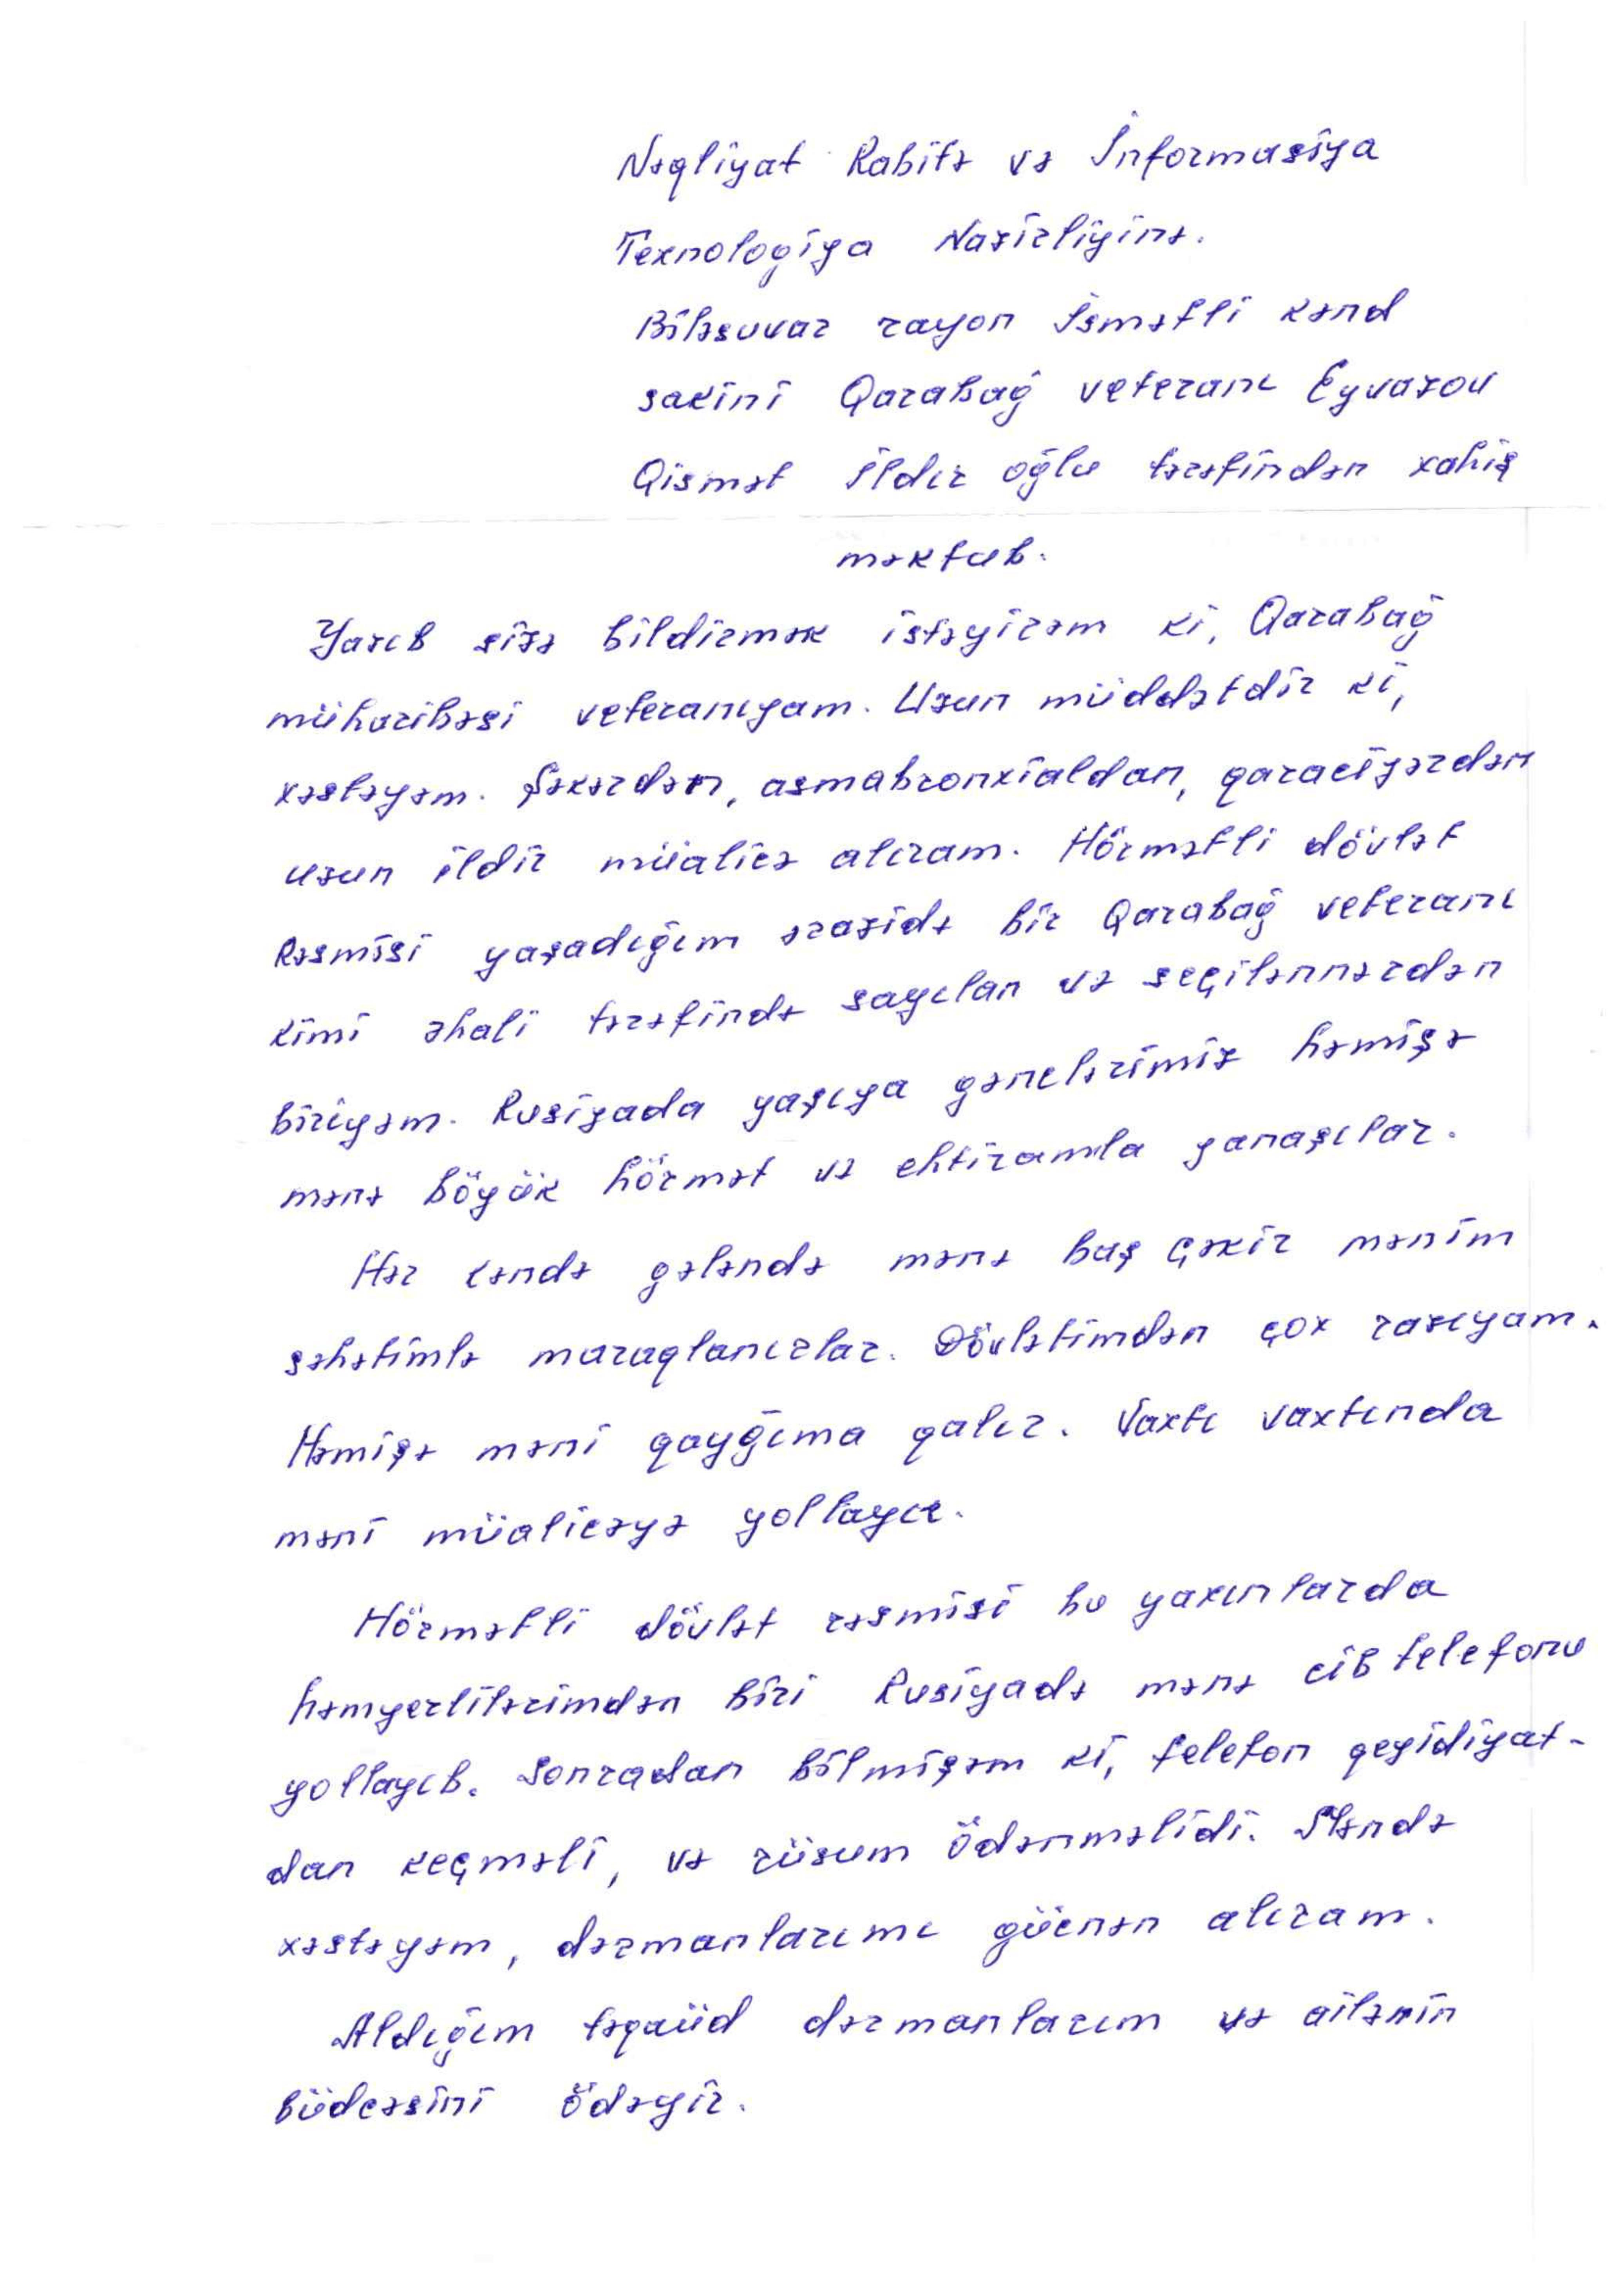 Nəqliyat Rabitə və İnformasiya
Texnologiya Nazirliyinə.
Biləsuvar rayon İsmətli kənd
sakini Qarabağ veteranı Eyvazov
Qismət İldır oğlu tərəfindən xahiş
məktub.
Yazıb sizə bildirmək istəyirəm ki, Qarabağ
müharibəsi veteranıyam. Uzun müddətdir ki,
xəstəyəm. Şəkərdən, asmabronxialdan, qaraciyərdən
uzun ildir müalicə alıram. Hörmətli dövlət
Rəsmisi yaşadığım ərazidə bir Qarabağ veteranı
kimi əhali tərəfində sayılan və seçilənnərdən
biriyəm. Rusiyada yaşıya gənclərimiz həmişə
mənə böyük hörmət və ehtiramla yanaşılar.
Hər kəndə gələndə mənə baş çəkir mənim
səhətimlə maraqlanırlar. Dövlətimdən çox razıyam.
Həmişə məni qayğıma qalır. Vaxtı vaxtında
məni müalicəyə yollayır.
Hörmətli dövlət rəsmisi bu yaxınlarda
həmyerlilərimdən biri Rusiyadə mənə cib telefonu
yollayıb. Sonradan bilmişəm ki, telefon qeyidiyat-
dan keçməli, və rüsum ödənməlidi. Məndə
xəstəyəm, dərmanlarımı gücnən alıram.
Aldığım təqaüd dərmanlarım və ailənin
büdcəsini ödəyir.